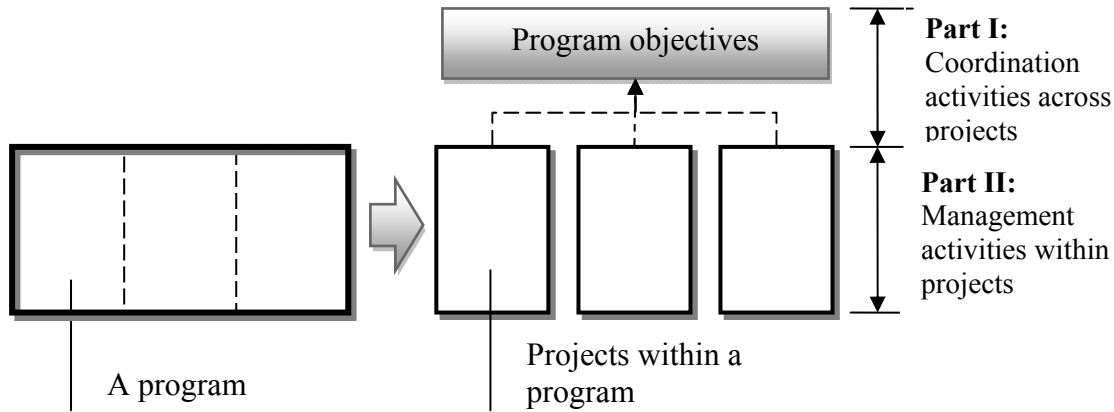 Program objectives
Part I:
Coordination
activities across
projects
Part II:
Management
activities within
projects
A program
Projects within a
program